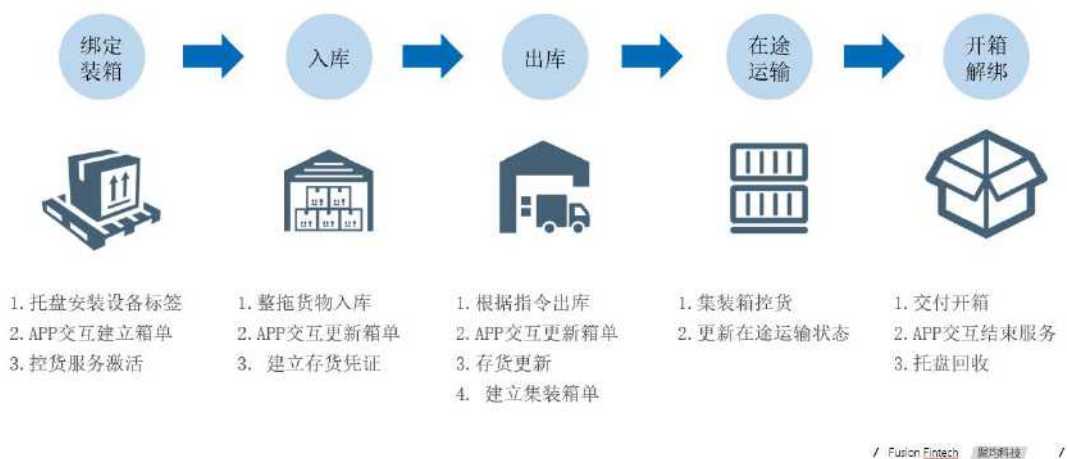 绑定
装箱
入库
出库
在途
运输
开箱
解绑
1.托盘安装设备标签
2.APP交互建立箱单
3.控货服务激活
1.整拖货物入库
2.APP交互更新箱单
3. 建立存货凭证
1.根据指令出库
2.APP交互更新箱单
3.存货更新
4. 建立集装箱单
1.集装箱控货
2.更新在途运输状态
1.交付开箱
2.APP交互结束服务
3.托盘回收
/ Fusion Fintech 聚均科技 /